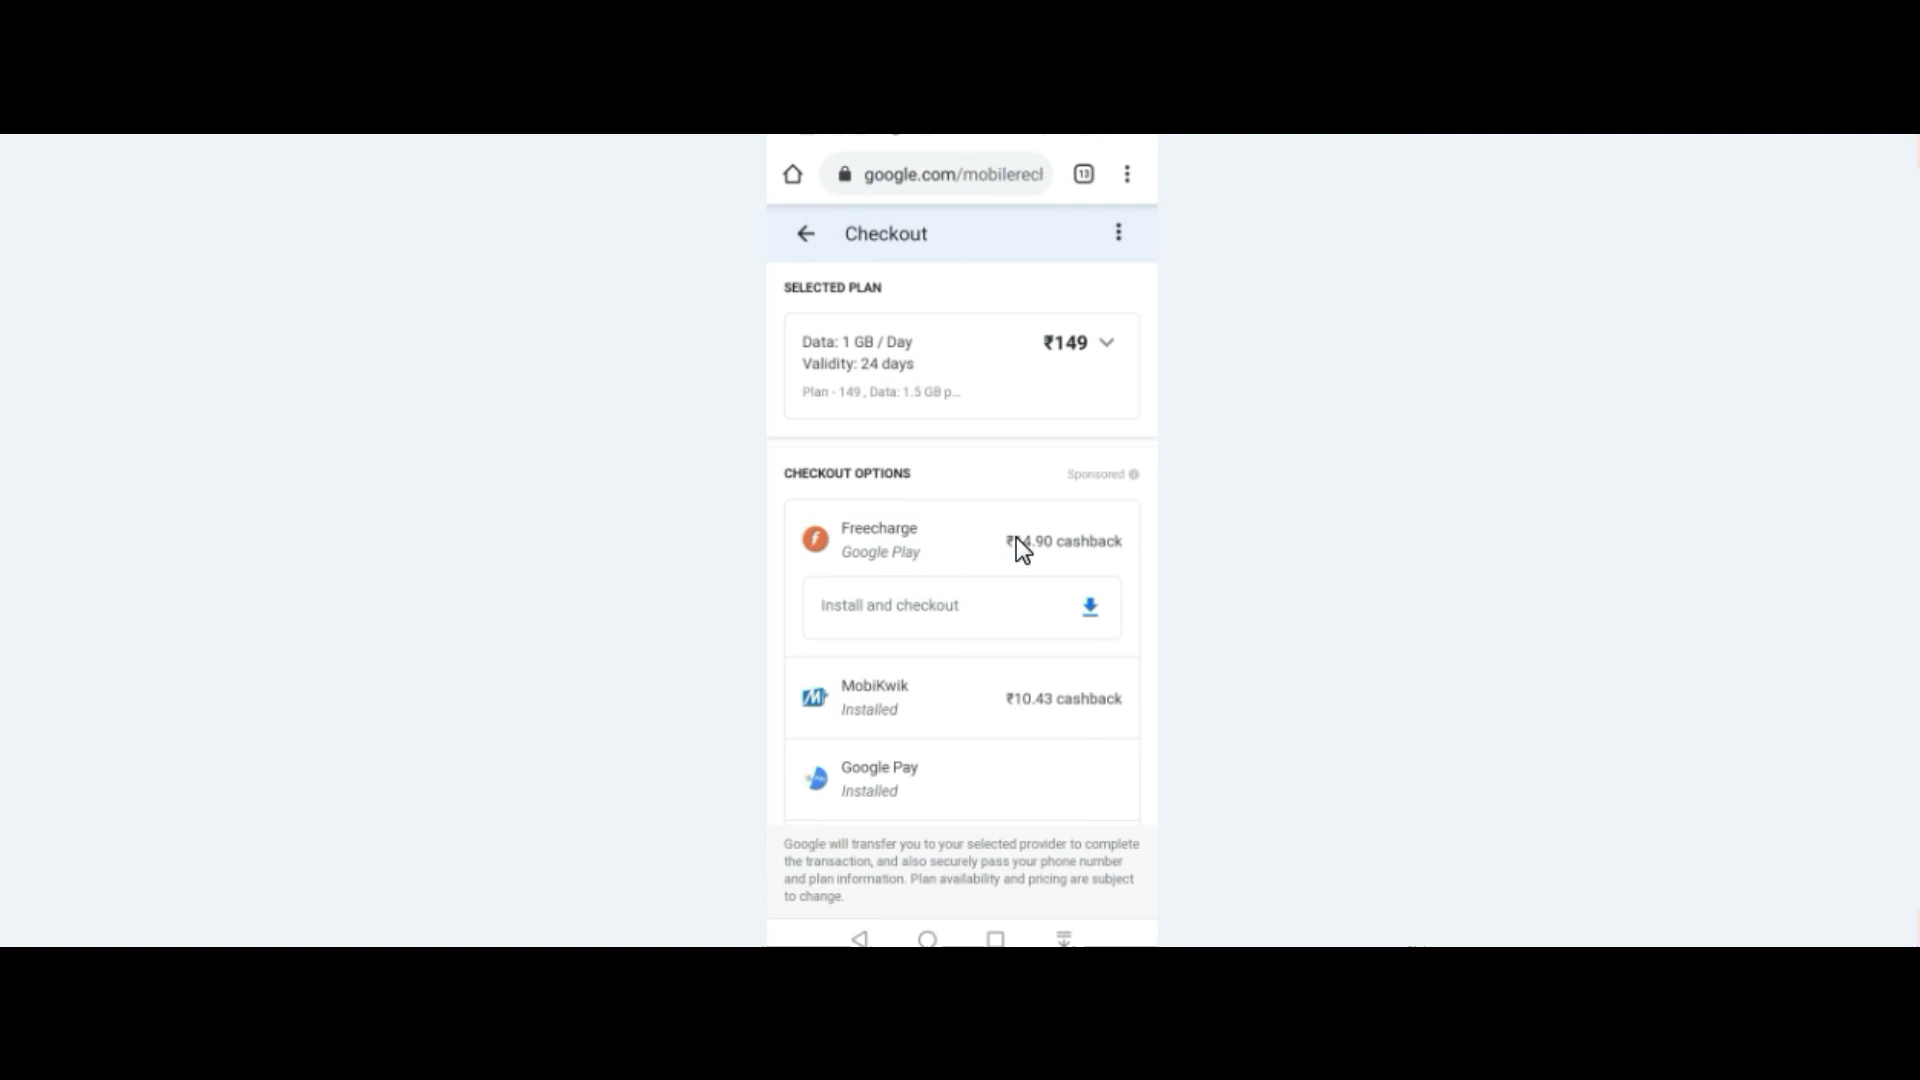 google.com/mobilerecl
13
Checkout
SELECTED PLAN
Data: 1 GB / Day
₹149
Validity: 24 days
Plan - 149 , Data: 1.5 GB p...
CHECKOUT OPTIONS
Sponsored
Freecharge
Google Play
cashback
Install and checkout
MobiKwik
Installed
₹10.43 cashback
Google Pay
Installed
Google will transfer you to your selected provider to complete
the transaction, and also securely pass your phone number
and plan information. Plan availability and pricing are subject
to change.